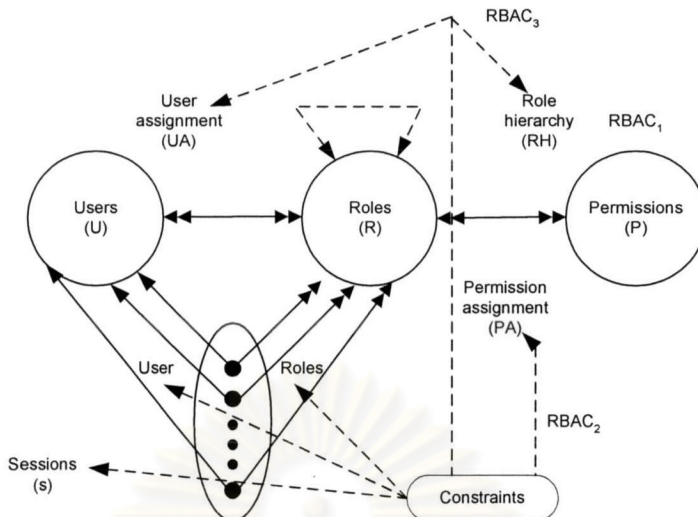 RBAC₃
User
assignment
(UA)
Role
hierarchy
(RH)
RBAC₁
Users
(U)
Roles
(R)
Permissions
(P)
Permission
assignment
(PA)
User
Roles
RBAC₂
Sessions
(s)
Constraints